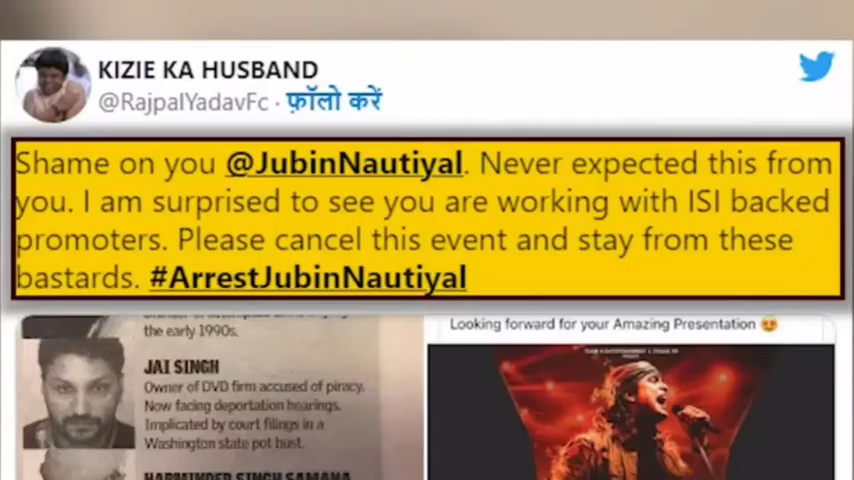 KIZIE KA HUSBAND
@RajpalYadavFc · फ़ॉलो करें
Shame on you @JubinNautiyal. Never expected this from
you. I am surprised to see you are working with ISI backed
promoters. Please cancel this event and stay from these
bastards. #ArrestJubinNautiyal
the early 1990s.
JAI SINGH
Owner of DVD firm accused of piracy.
Now facing deportation hearings.
Implicated by court filings in a
Washington state pot bust.
HARMINDER SINGH SAMANA
Looking forward for your Amazing Presentation 😍